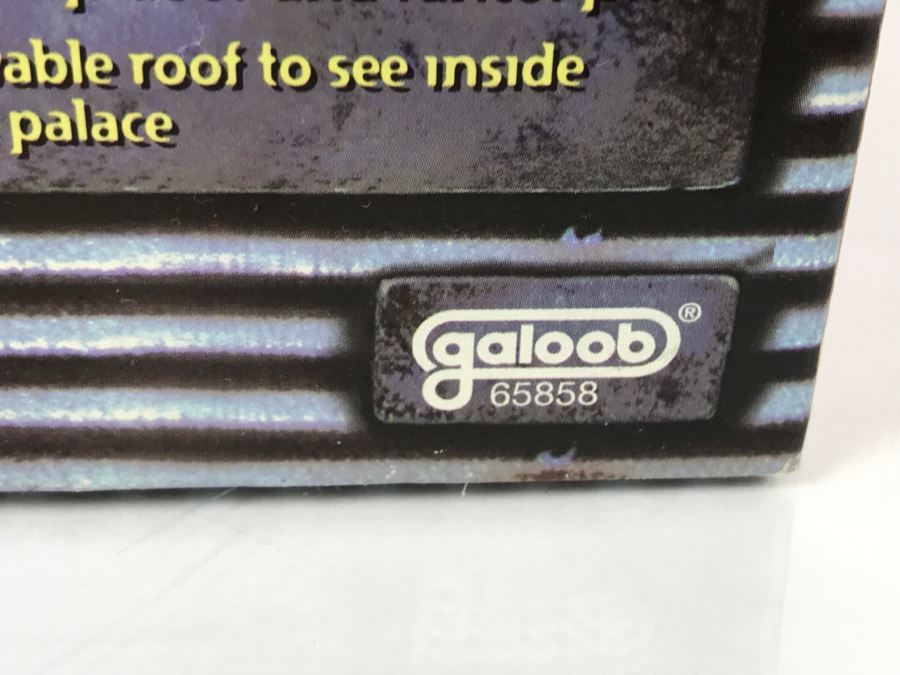 able roof to see inside
palace
galoob®
65858